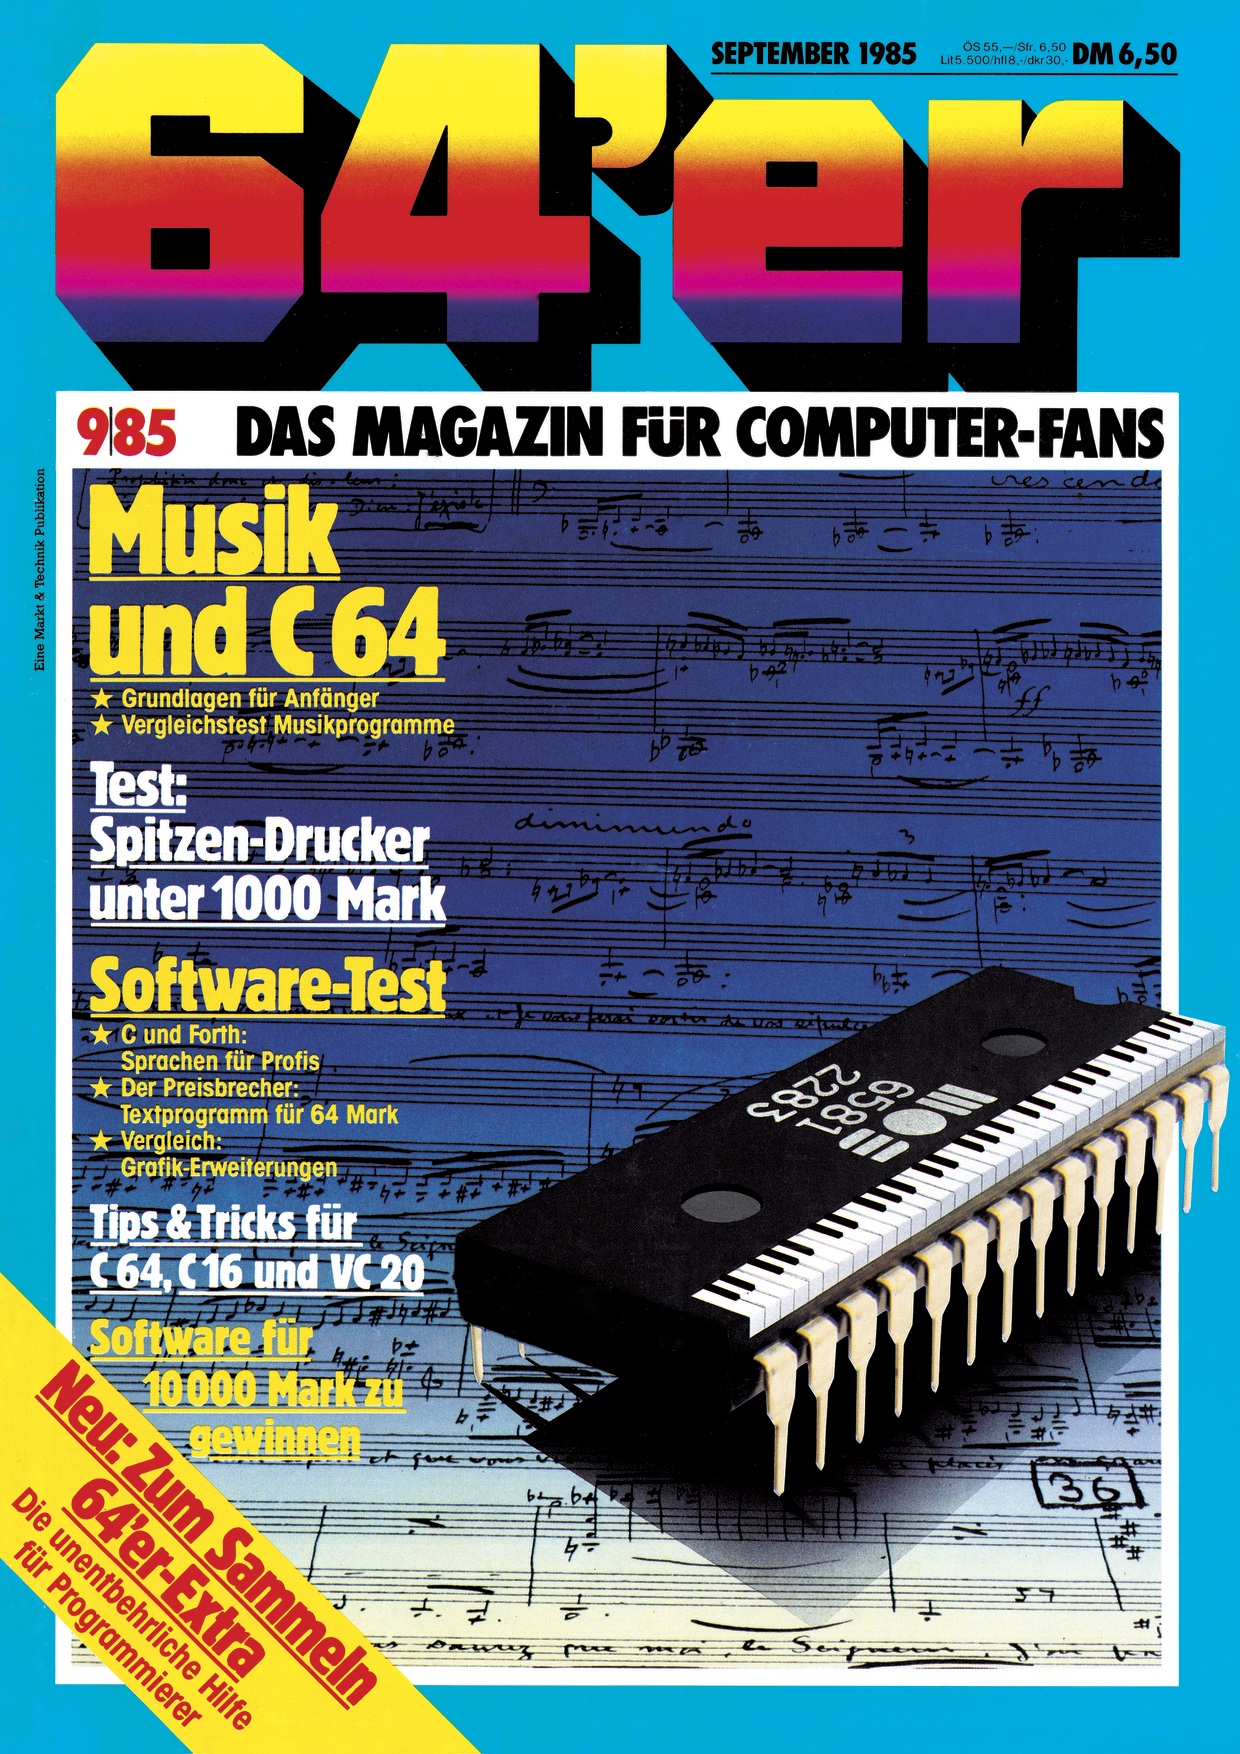 64'er
SEPTEMBER 1985
ÖS 55,—/Sfr. 6,50
Lit 5.500/hfl 8,-/dkr 30,-
DM 6,50
9|85
DAS MAGAZIN FÜR COMPUTER-FANS
Eine Markt & Technik Publikation
Musik
und C 64
★ Grundlagen für Anfänger
★ Vergleichstest Musikprogramme
Test:
Spitzen-Drucker
unter 1000 Mark
Software-Test
★ C und Forth:
Sprachen für Profis
★ Der Preisbrecher:
Textprogramm für 64 Mark
★ Vergleich:
Grafik-Erweiterungen
Tips & Tricks für
C 64, C 16 und VC 20
Software für
10 000 Mark zu
gewinnen
Neu: Zum Sammeln
64'er-Extra
Die unentbehrliche Hilfe
für Programmierer
6581
2283
diminuendo
ff
3
36
57